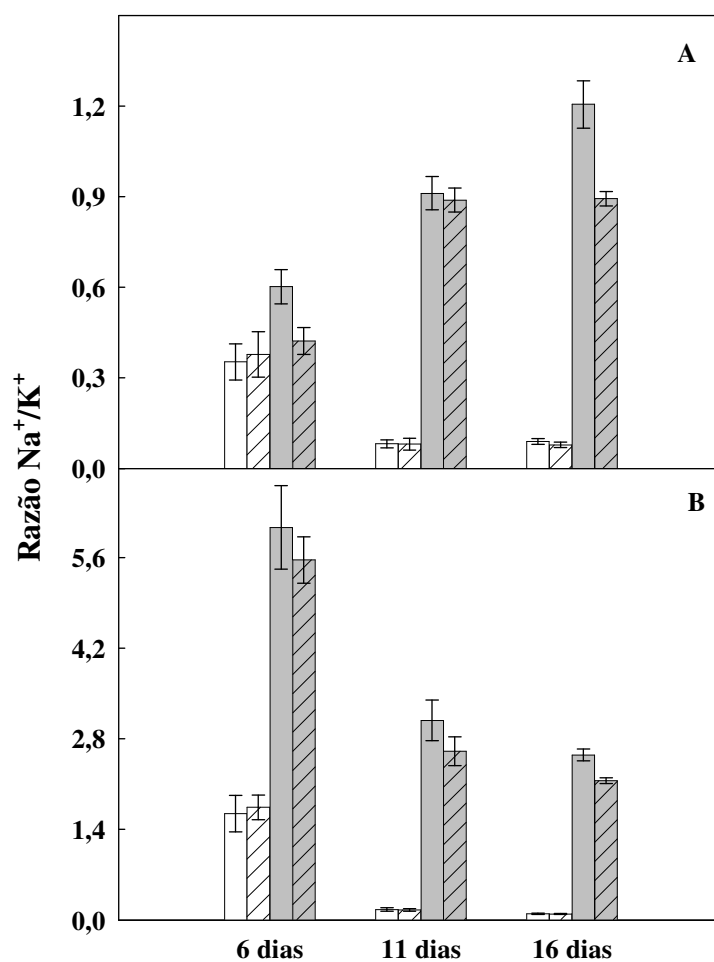 A
1,2
0,9
0,6
0,3
0,0
B
5,6
4,2
2,8
1,4
0,0
Razão Na⁺/K⁺
6 dias 11 dias 16 dias